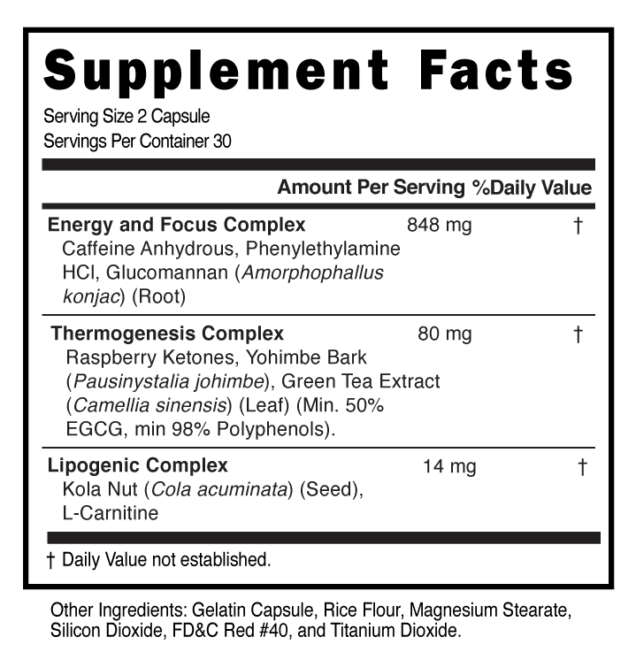 Supplement Facts
Serving Size 2 Capsule
Servings Per Container 30
Amount Per Serving %Daily Value
Energy and Focus Complex 848 mg †
Caffeine Anhydrous, Phenylethylamine
HCl, Glucomannan (Amorphophallus
konjac) (Root)
Thermogenesis Complex 80 mg †
Raspberry Ketones, Yohimbe Bark
(Pausinystalia johimbe), Green Tea Extract
(Camellia sinensis) (Leaf) (Min. 50%
EGCG, min 98% Polyphenols).
Lipogenic Complex 14 mg †
Kola Nut (Cola acuminata) (Seed),
L-Carnitine
† Daily Value not established.
Other Ingredients: Gelatin Capsule, Rice Flour, Magnesium Stearate,
Silicon Dioxide, FD&C Red #40, and Titanium Dioxide.